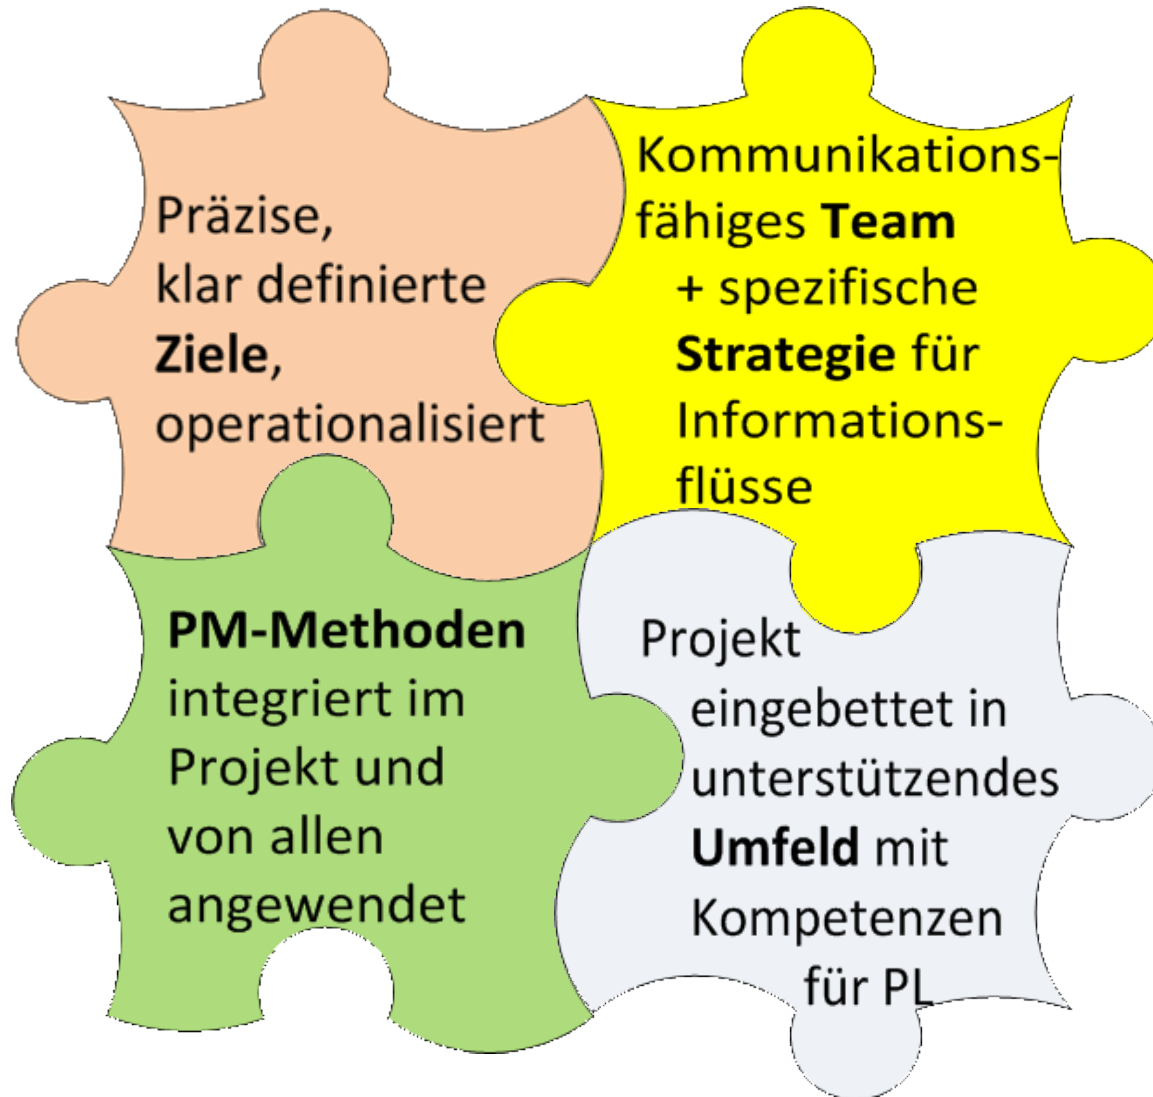 Präzise,
klar definierte
Ziele,
operationalisiert
Kommunikations-
fähiges Team
+ spezifische
Strategie für
Informations-
flüsse
PM-Methoden
integriert im
Projekt und
von allen
angewendet
Projekt
eingebettet in
unterstützendes
Umfeld mit
Kompetenzen
für PL